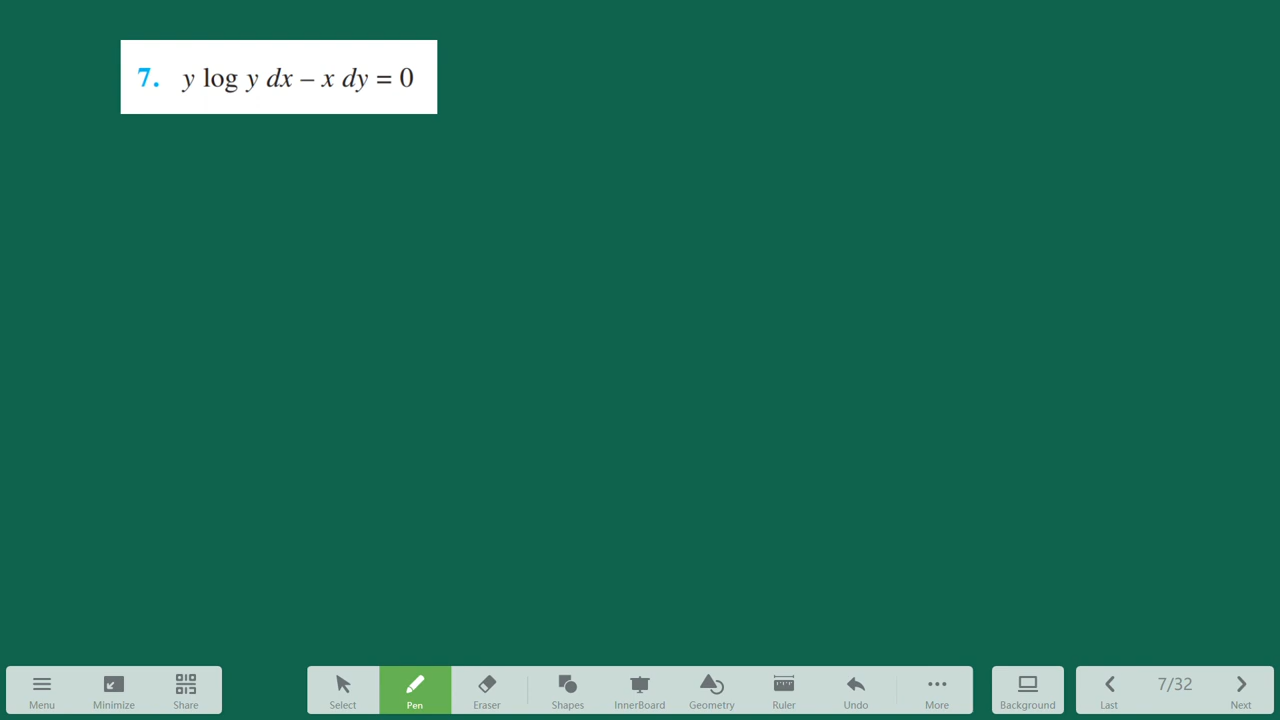 7. y log y dx – x dy = 0
Menu Minimize Share Select Pen Eraser Shapes InnerBoard Geometry Ruler Undo More Background Last 7/32 Next